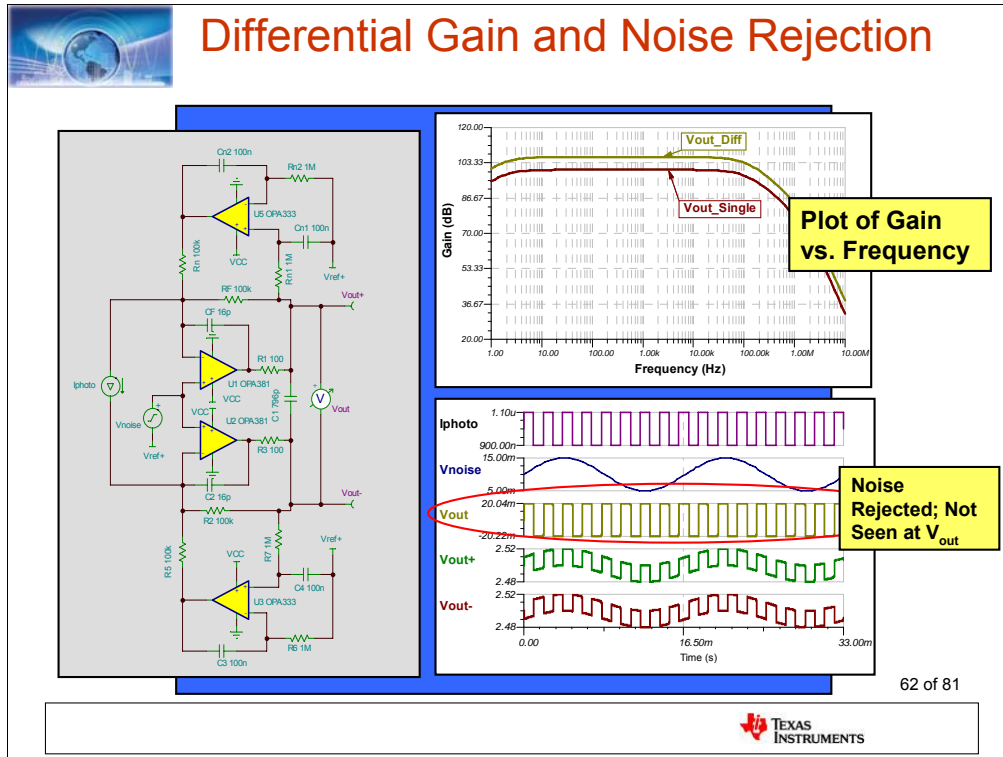 Differential Gain and Noise Rejection
Cn2 100n
Rn2 1M
U5 OPA333
Cn1 100n
VCC
Rn 100k
Rn1 1M
Vref+
RF 100k
Vout+
CF 16p
R1 100
U1 OPA381
Iphoto
VCC
C1 796p
V
Vout
Vnoise
VCC
U2 OPA381
Vref+
R3 100
C2 16p
Vout-
R2 100k
R7 1M
Vref+
R5 100k
VCC
C4 100n
U3 OPA333
R6 1M
C3 100n
120.00
103.33
86.67
70.00
53.33
36.67
20.00
Gain (dB)
Vout_Diff
Vout_Single
1.00
10.00
100.00
1.00k
10.00k
100.00k
1.00M
10.00M
Frequency (Hz)
Plot of Gain
vs. Frequency
Iphoto
1.10u
900.00n
Vnoise
15.00m
-5.00m
Vout
20.04m
-20.22m
Vout+
2.52
2.48
Vout-
2.52
2.48
0.00
16.50m
33.00m
Time (s)
Noise
Rejected; Not
Seen at Vout
62 of 81
TEXAS
INSTRUMENTS